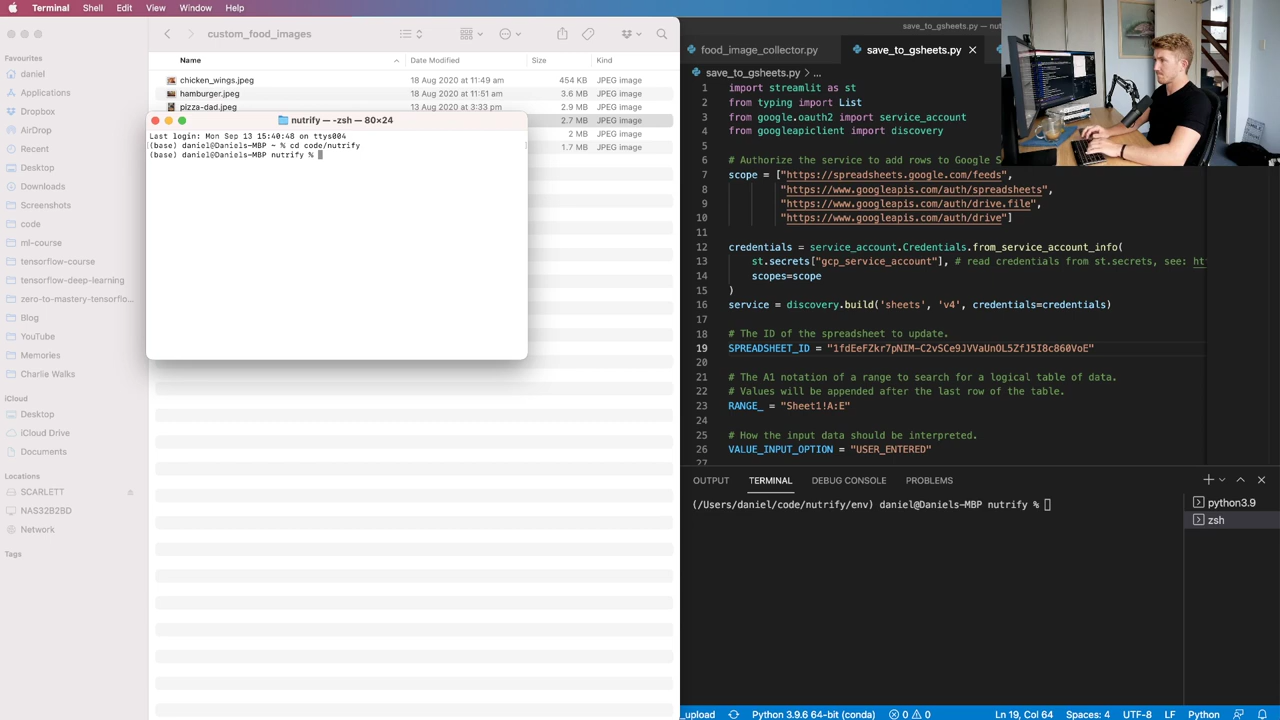 Terminal Shell Edit View Window Help
custom_food_images
Favourites
daniel
Applications
Dropbox
AirDrop
Recent
Desktop
Downloads
Screenshots
code
ml-course
tensorflow-course
tensorflow-deep-learning
zero-to-mastery-tensorflo...
Blog
YouTube
Memories
Charlie Walks
iCloud
Desktop
iCloud Drive
Documents
Locations
SCARLETT
NAS32B2BD
Network
Tags
Name Date Modified Size Kind
chicken_wings.jpeg 18 Aug 2020 at 11:49 am 454 KB JPEG image
hamburger.jpeg 18 Aug 2020 at 11:51 am 3.6 MB JPEG image
pizza-dad.jpeg 13 Aug 2020 at 3:33 pm 2.9 MB JPEG image
2.7 MB JPEG image
2 MB JPEG image
1.7 MB JPEG image
nutrify — -zsh — 80×24
Last login: Mon Sep 13 15:40:48 on ttys004
[(base) daniel@Daniels-MBP ~ % cd code/nutrify ]
(base) daniel@Daniels-MBP nutrify %
save_to_gsheets.py — nut
food_image_collector.py save_to_gsheets.py
save_to_gsheets.py > ...
1 import streamlit as st
2 from typing import List
3 from google.oauth2 import service_account
4 from googleapiclient import discovery
5
6 # Authorize the service to add rows to Google S
7 scope = ["https://spreadsheets.google.com/feeds",
8 "https://www.googleapis.com/auth/spreadsheets",
9 "https://www.googleapis.com/auth/drive.file",
10 "https://www.googleapis.com/auth/drive"]
11
12 credentials = service_account.Credentials.from_service_account_info(
13 st.secrets["gcp_service_account"], # read credentials from st.secrets, see: ht
14 scopes=scope
15 )
16 service = discovery.build('sheets', 'v4', credentials=credentials)
17
18 # The ID of the spreadsheet to update.
19 SPREADSHEET_ID = "1fdEeFZkr7pNIM-C2vSCe9JVVaUnOL5ZfJ5I8c860VoE"
20
21 # The A1 notation of a range to search for a logical table of data.
22 # Values will be appended after the last row of the table.
23 RANGE_ = "Sheet1!A:E"
24
25 # How the input data should be interpreted.
26 VALUE_INPUT_OPTION = "USER_ENTERED"
27
OUTPUT TERMINAL DEBUG CONSOLE PROBLEMS
(/Users/daniel/code/nutrify/env) daniel@Daniels-MBP nutrify %
python3.9
zsh
_upload Python 3.9.6 64-bit (conda) 0 0 Ln 19, Col 64 Spaces: 4 UTF-8 LF Python